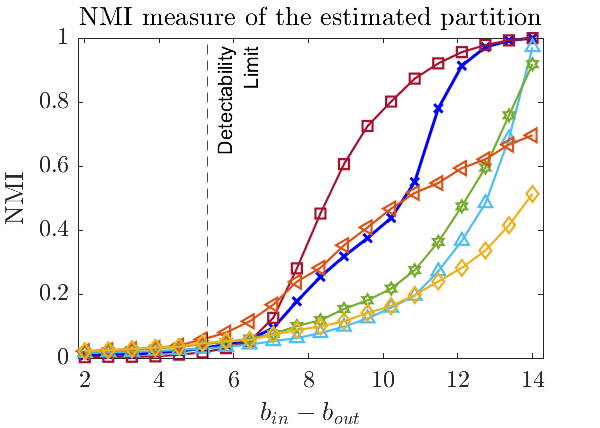 NMI measure of the estimated partition
1
0.8
0.6
0.4
0.2
0
NMI
Detectability
Limit
2
4
6
8
10
12
14
b_in − b_out